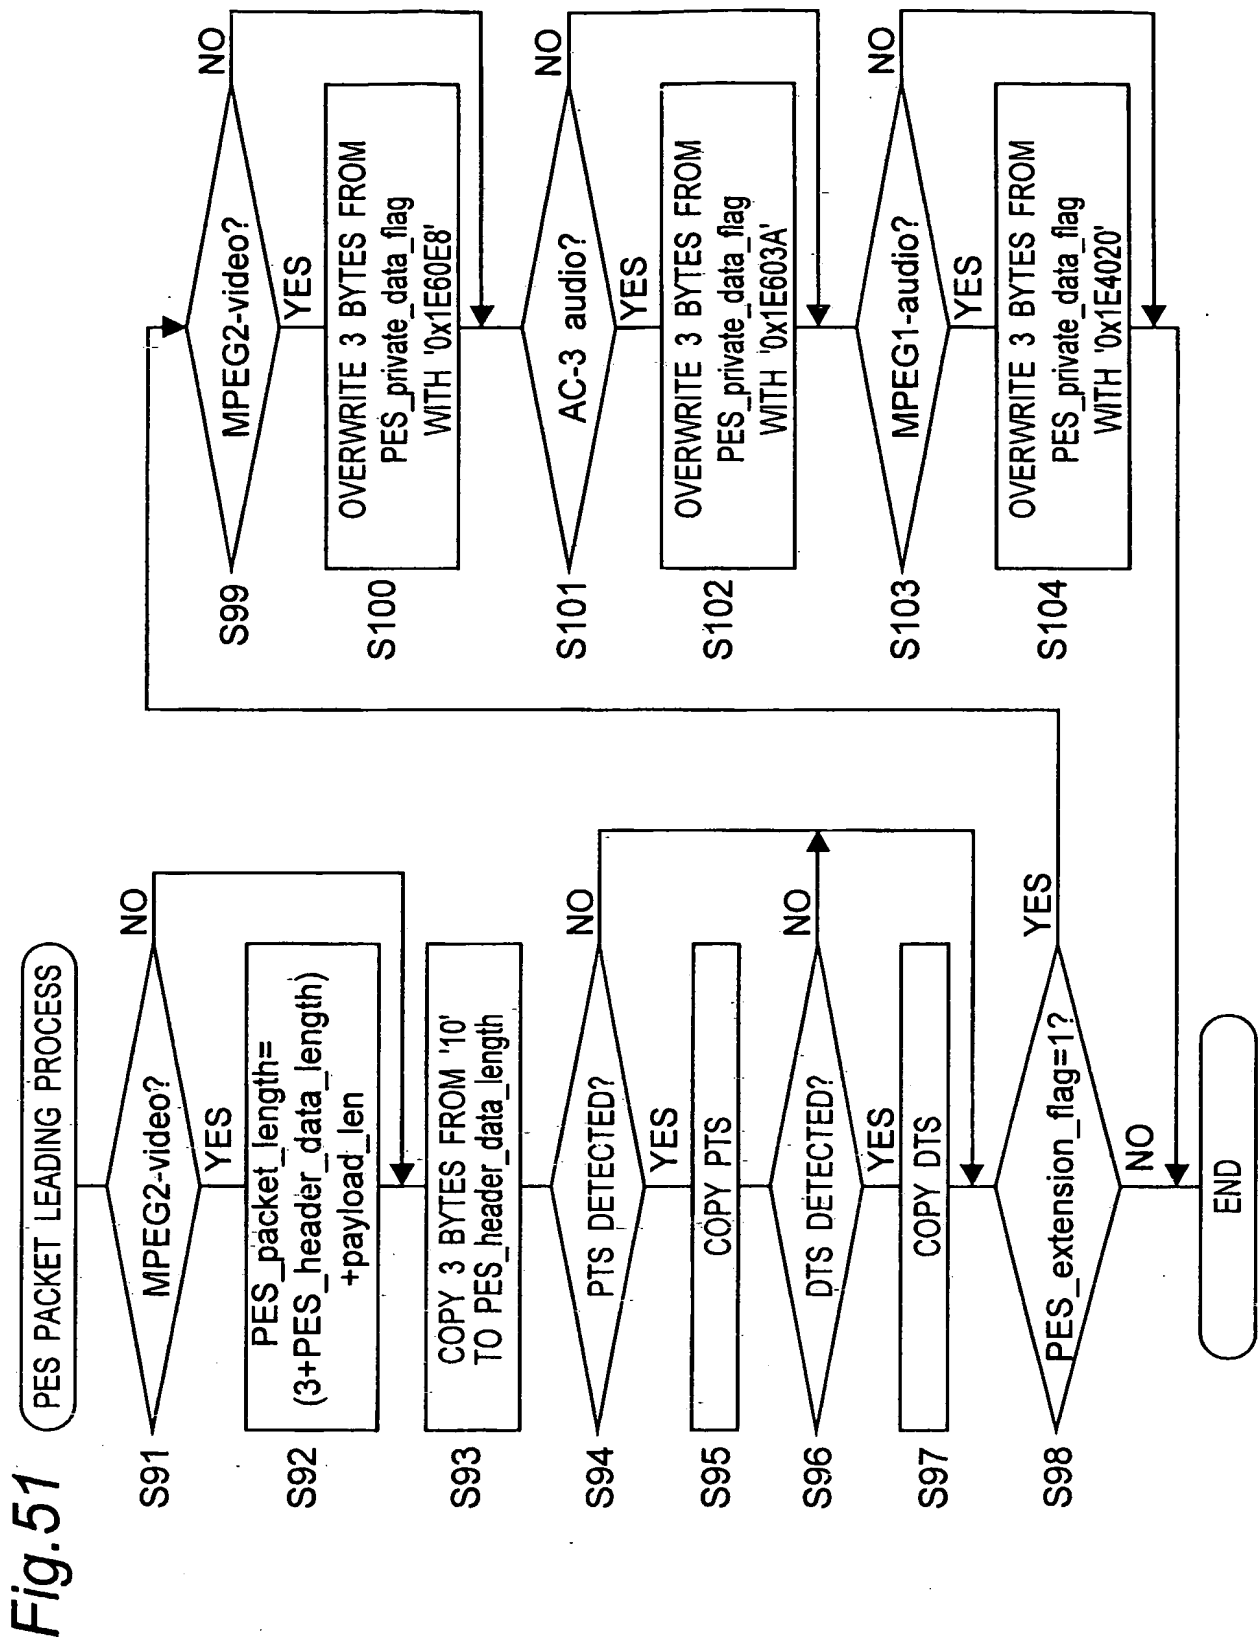 Fig.51
PES PACKET LEADING PROCESS
S91
MPEG2-video?
NO
YES
S92
PES_packet_length=
(3+PES_header_data_length)
+payload_len
S93
COPY 3 BYTES FROM '10'
TO PES_header_data_length
S94
PTS DETECTED?
NO
YES
S95
COPY PTS
S96
DTS DETECTED?
NO
YES
S97
COPY DTS
S98
PES_extension_flag=1?
YES
NO
END
S99
MPEG2-video?
NO
YES
S100
OVERWRITE 3 BYTES FROM
PES_private_data_flag
WITH '0x1E60E8'
S101
AC-3 audio?
NO
YES
S102
OVERWRITE 3 BYTES FROM
PES_private_data_flag
WITH '0x1E603A'
S103
MPEG1-audio?
NO
YES
S104
OVERWRITE 3 BYTES FROM
PES_private_data_flag
WITH '0x1E4020'